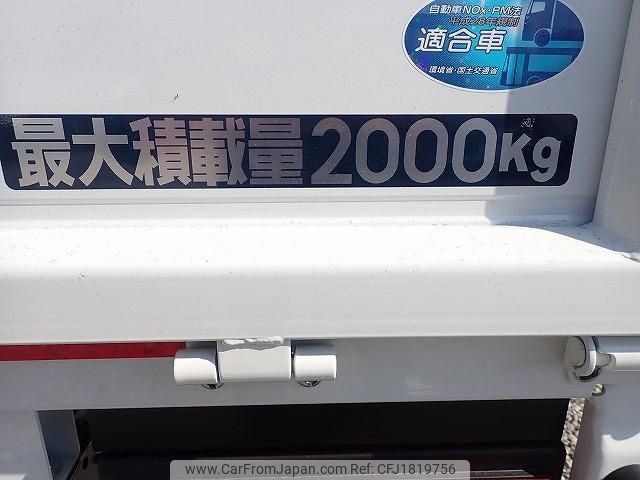 自動車NOx・PM法
平成28年規制
適合車
環境省・国土交通省
最大積載量2000Kg
www.CarFromJapan.com | Photo ID: CFJ1819756